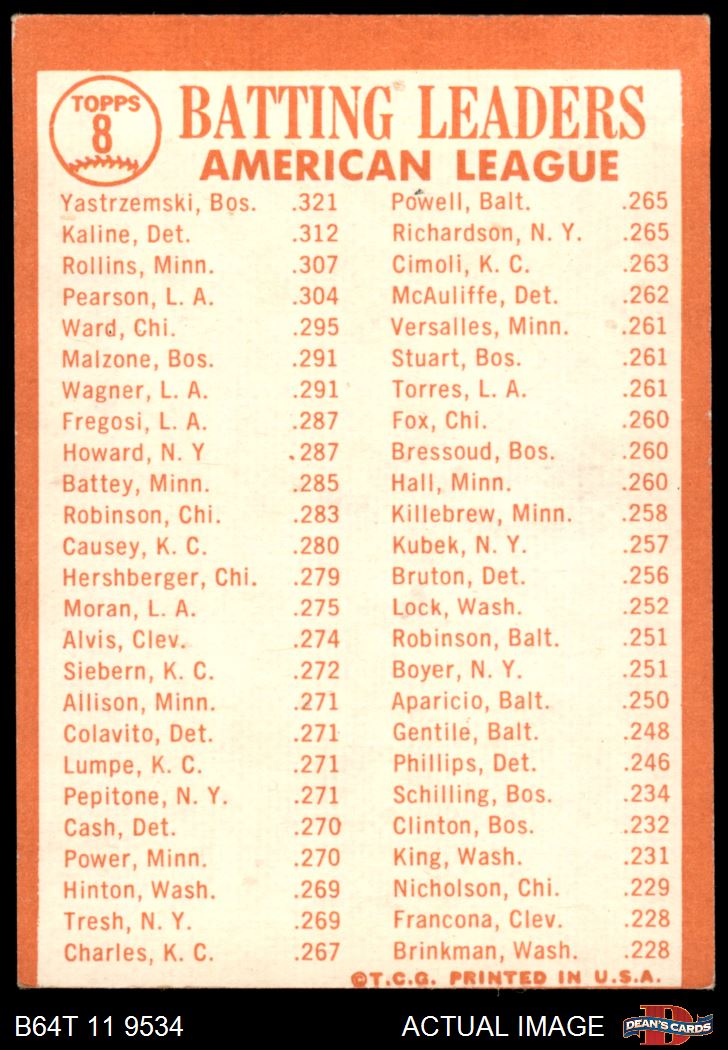 TOPPS
8
BATTING LEADERS
AMERICAN LEAGUE
Yastrzemski, Bos. .321
Kaline, Det. .312
Rollins, Minn. .307
Pearson, L. A. .304
Ward, Chi. .295
Malzone, Bos. .291
Wagner, L. A. .291
Fregosi, L. A. .287
Howard, N. Y .287
Battey, Minn. .285
Robinson, Chi. .283
Causey, K. C. .280
Hershberger, Chi. .279
Moran, L. A. .275
Alvis, Clev. .274
Siebern, K. C. .272
Allison, Minn. .271
Colavito, Det. .271
Lumpe, K. C. .271
Pepitone, N. Y. .271
Cash, Det. .270
Power, Minn. .270
Hinton, Wash. .269
Tresh, N. Y. .269
Charles, K. C. .267
Powell, Balt. .265
Richardson, N. Y. .265
Cimoli, K. C. .263
McAuliffe, Det. .262
Versalles, Minn. .261
Stuart, Bos. .261
Torres, L. A. .261
Fox, Chi. .260
Bressoud, Bos. .260
Hall, Minn. .260
Killebrew, Minn. .258
Kubek, N. Y. .257
Bruton, Det. .256
Lock, Wash. .252
Robinson, Balt. .251
Boyer, N. Y. .251
Aparicio, Balt. .250
Gentile, Balt. .248
Phillips, Det. .246
Schilling, Bos. .234
Clinton, Bos. .232
King, Wash. .231
Nicholson, Chi. .229
Francona, Clev. .228
Brinkman, Wash. .228
©T.C.G. PRINTED IN U.S.A.
B64T 11 9534 ACTUAL IMAGE
D
DEAN'S CARDS